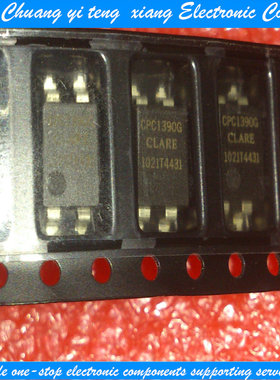 Chuang yi teng xiang Electronic Co
CPC1390G
CLARE
1021T4431
CPC1390G
CLARE
1021T4431
le one-stop electronic components supporting serv